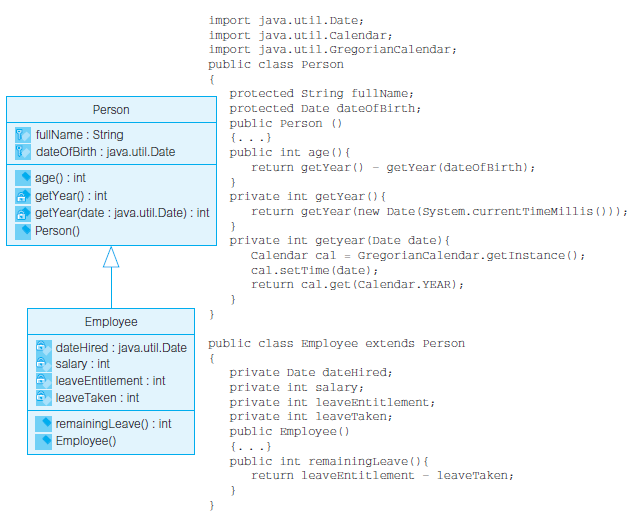 Person
fullName : String
dateOfBirth : java.util.Date
age() : int
getYear() : int
getYear(date : java.util.Date) : int
Person()
Employee
dateHired : java.util.Date
salary : int
leaveEntitlement : int
leaveTaken : int
remainingLeave() : int
Employee()
import java.util.Date;
import java.util.Calendar;
import java.util.GregorianCalendar;
public class Person
{
protected String fullName;
protected Date dateOfBirth;
public Person ()
{...}
public int age(){
return getYear() - getYear(dateOfBirth);
}
private int getYear(){
return getYear(new Date(System.currentTimeMillis()));
}
private int getyear(Date date){
Calendar cal = GregorianCalendar.getInstance();
cal.setTime(date);
return cal.get(Calendar.YEAR);
}
}
public class Employee extends Person
{
private Date dateHired;
private int salary;
private int leaveEntitlement;
private int leaveTaken;
public Employee()
{...}
public int remainingLeave(){
return leaveEntitlement - leaveTaken;
}
}